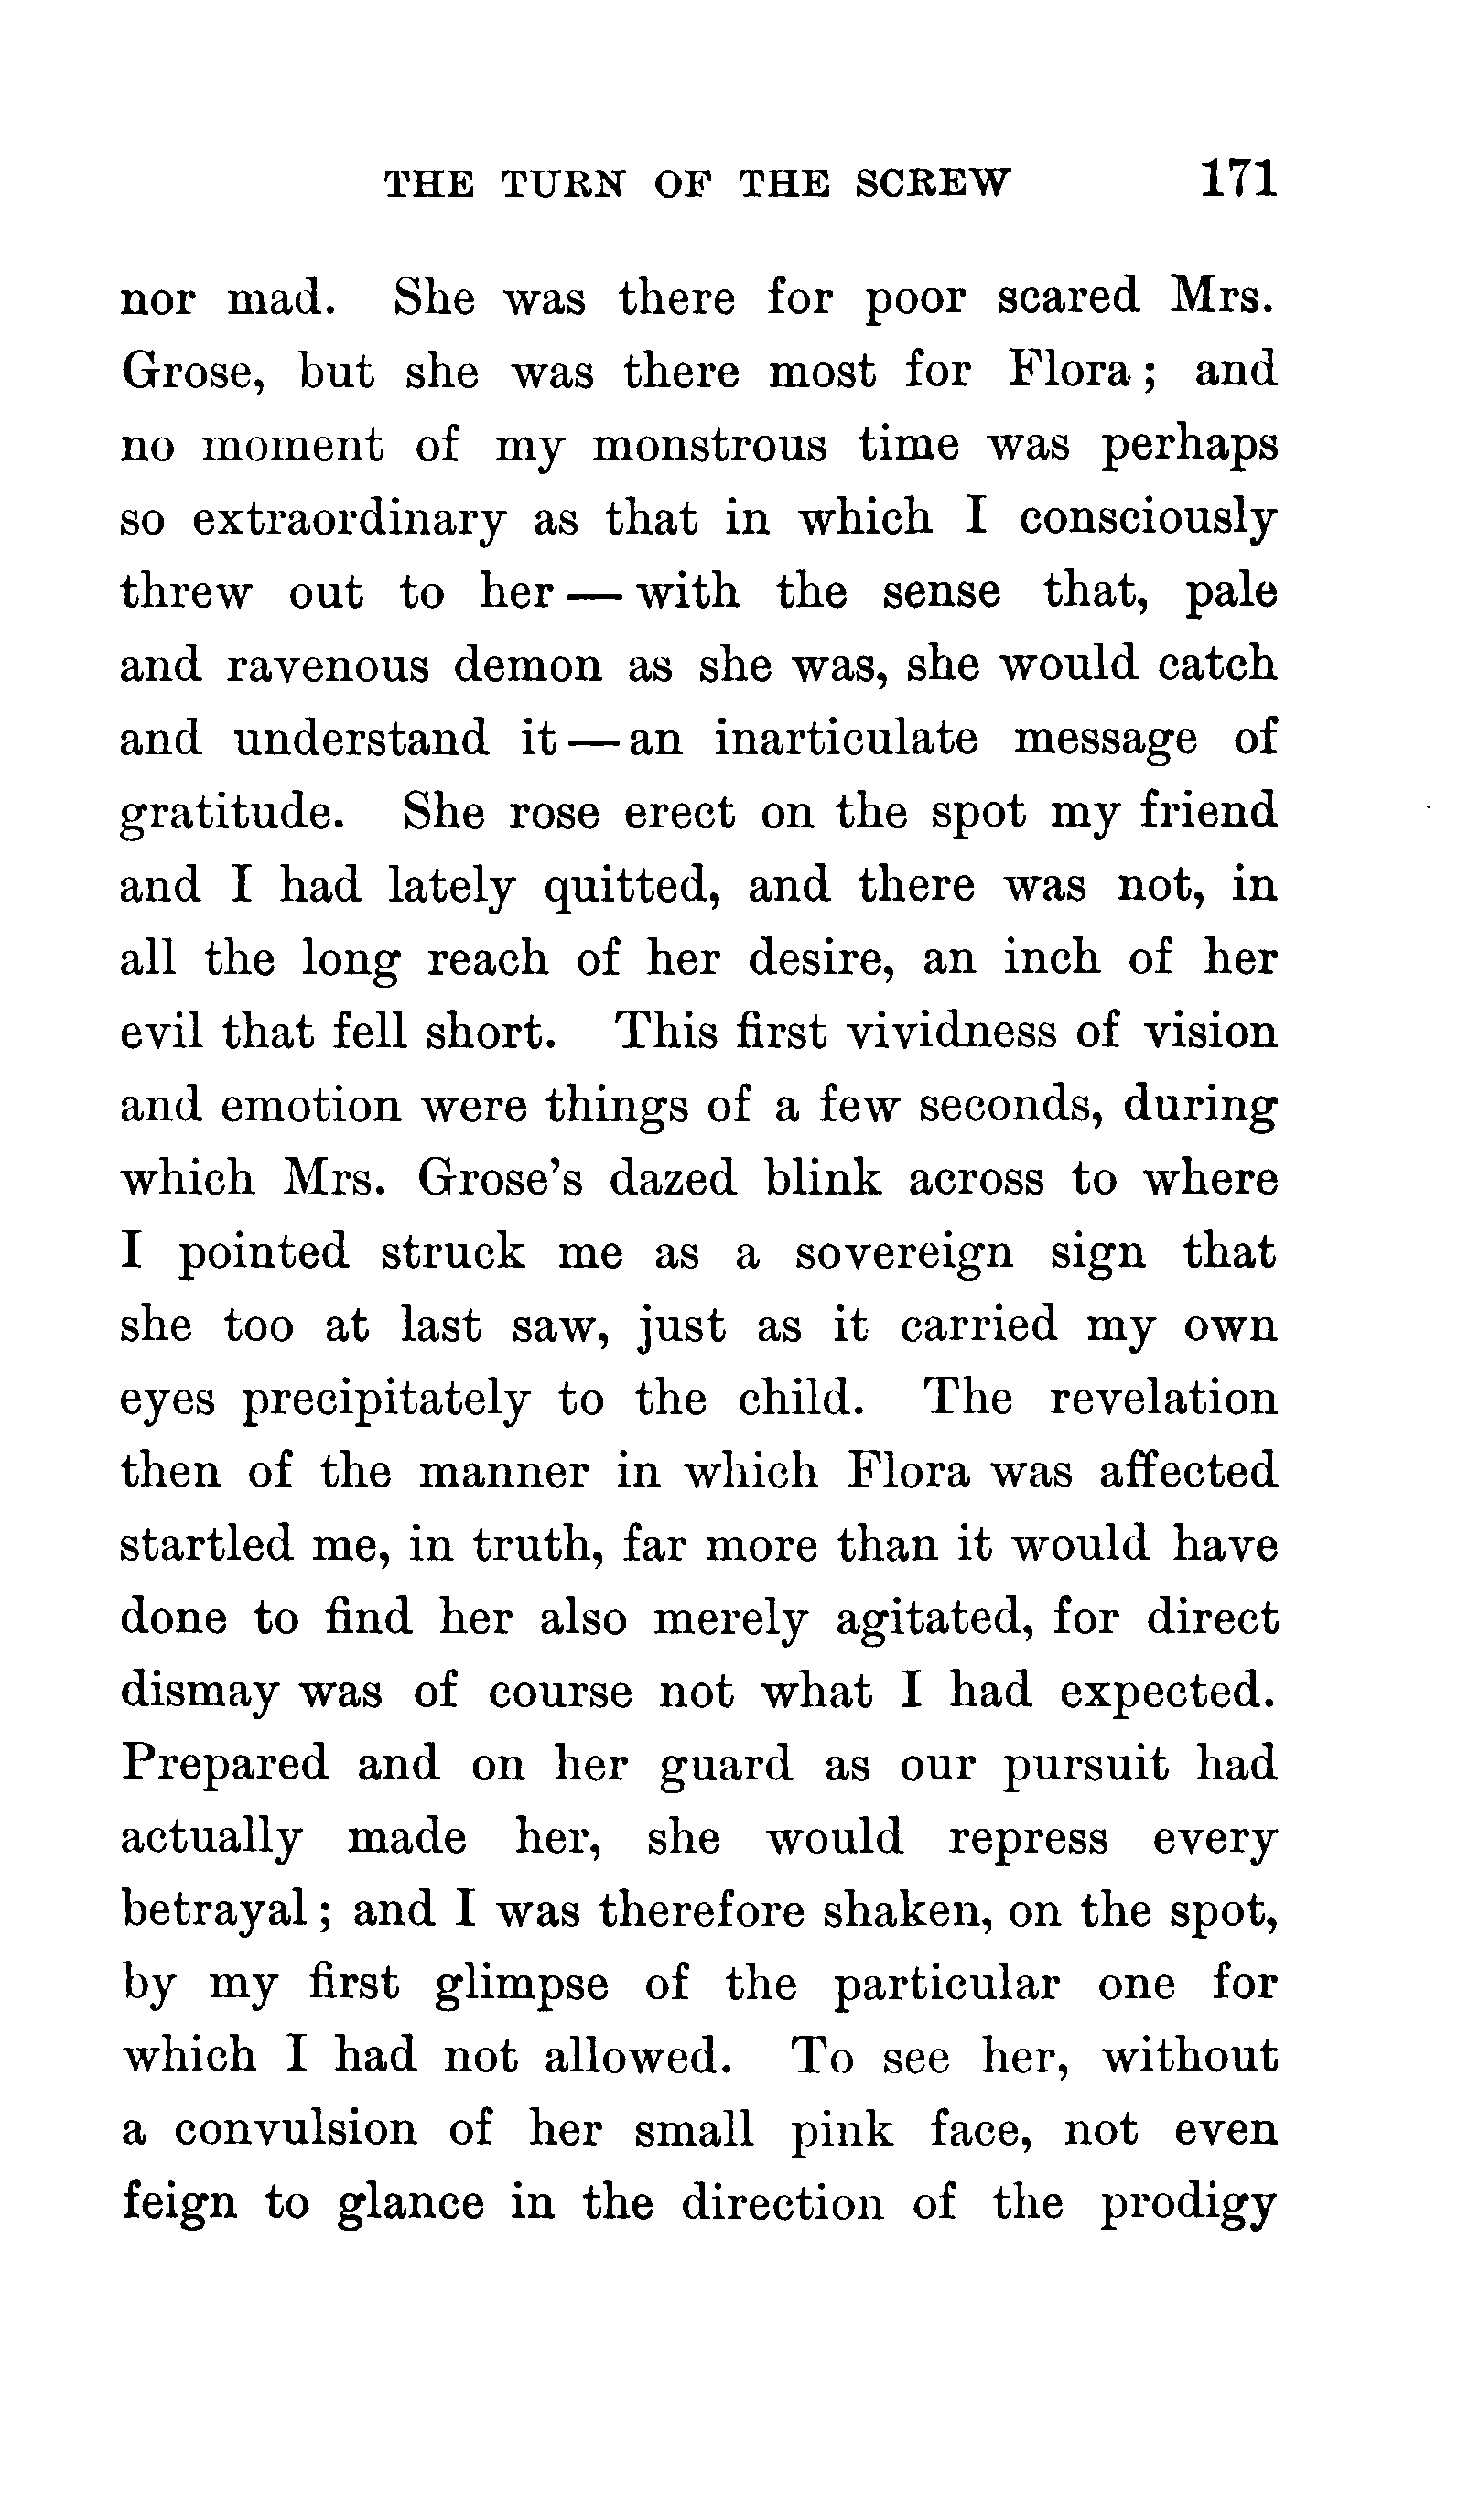 THE TURN OF THE SCREW 171
nor mad. She was there for poor scared Mrs.
Grose, but she was there most for Flora; and
no moment of my monstrous time was perhaps
so extraordinary as that in which I consciously
threw out to her — with the sense that, pale
and ravenous demon as she was, she would catch
and understand it — an inarticulate message of
gratitude. She rose erect on the spot my friend
and I had lately quitted, and there was not, in
all the long reach of her desire, an inch of her
evil that fell short. This first vividness of vision
and emotion were things of a few seconds, during
which Mrs. Grose's dazed blink across to where
I pointed struck me as a sovereign sign that
she too at last saw, just as it carried my own
eyes precipitately to the child. The revelation
then of the manner in which Flora was affected
startled me, in truth, far more than it would have
done to find her also merely agitated, for direct
dismay was of course not what I had expected.
Prepared and on her guard as our pursuit had
actually made her, she would repress every
betrayal; and I was therefore shaken, on the spot,
by my first glimpse of the particular one for
which I had not allowed. To see her, without
a convulsion of her small pink face, not even
feign to glance in the direction of the prodigy